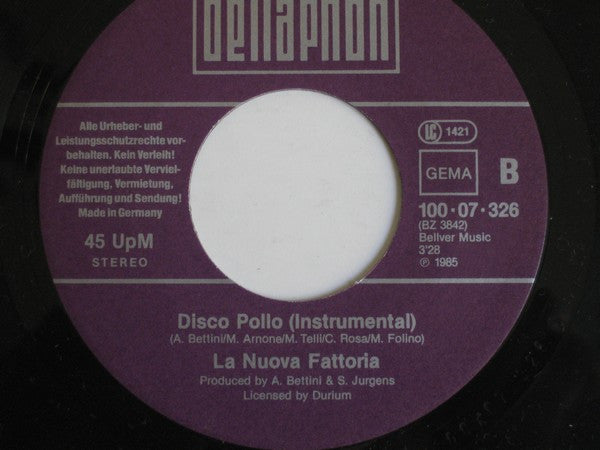 bellaphon
Alle Urheber- und
Leistungsschutzrechte vor-
behalten. Kein Verleih!
Keine unerlaubte Verviel-
fältigung, Vermietung,
Aufführung und Sendung!
Made in Germany
45 UpM
STEREO
LC 1421
GEMA
B
100·07·326
(BZ 3842)
Bellver Music
3'28
℗ 1985
Disco Pollo (Instrumental)
(A. Bettini/M. Arnone/M. Telli/C. Rosa/M. Folino)
La Nuova Fattoria
Produced by A. Bettini & S. Jurgens
Licensed by Durium